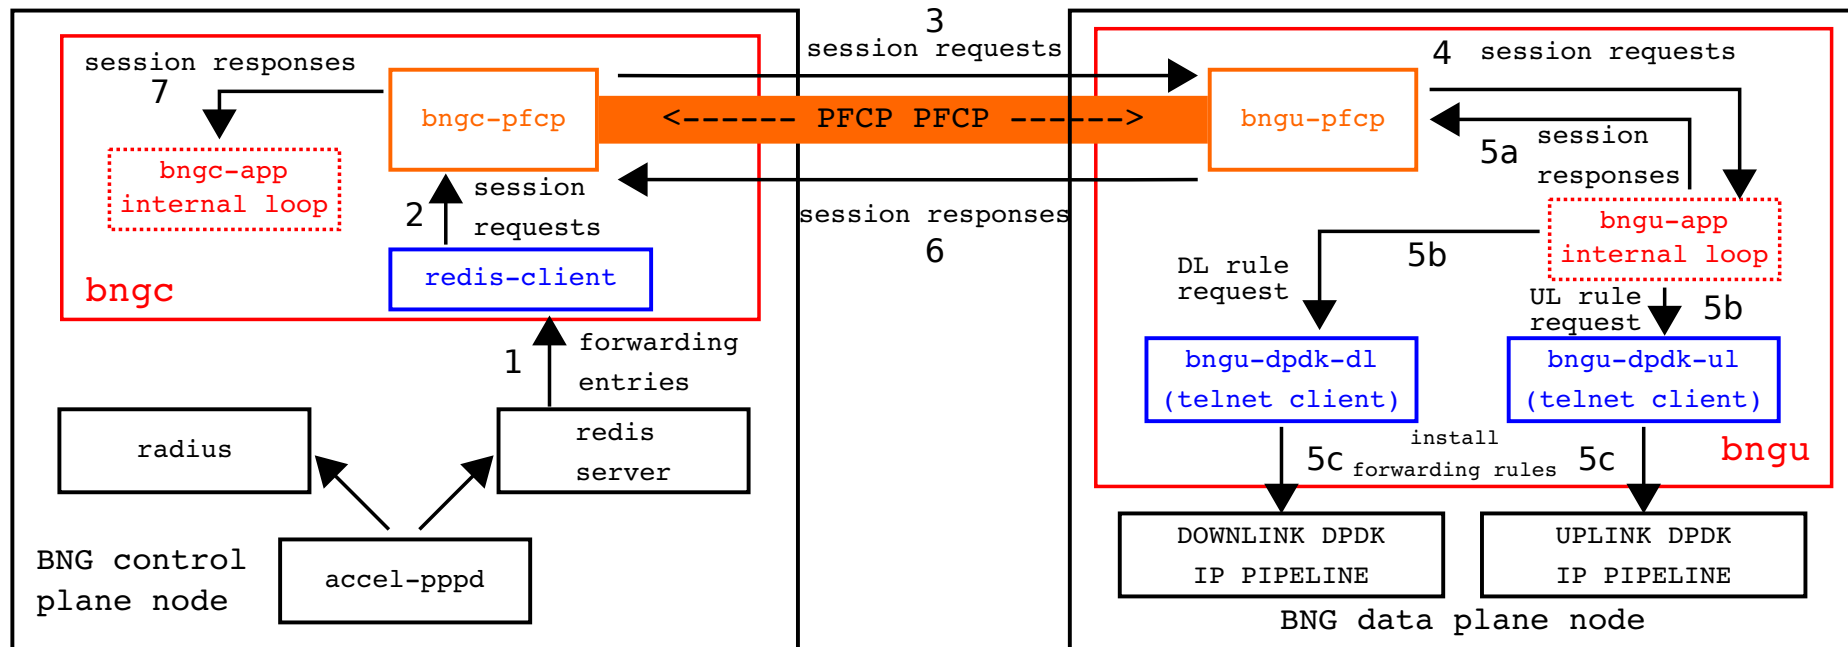 3
session requests
session responses
7
bngc-pfcp
<------ PFCP PFCP ------>
bngu-pfcp
4
session requests
5a
session
responses
bngc-app
internal loop
2
session
requests
session responses
6
bngu-app
internal loop
redis-client
bngc
DL rule
request
5b
UL rule
request
5b
1
forwarding
entries
bngu-dpdk-dl
(telnet client)
bngu-dpdk-ul
(telnet client)
radius
redis
server
5c
install
forwarding rules
5c
bngu
BNG control
plane node
accel-pppd
DOWNLINK DPDK
IP PIPELINE
UPLINK DPDK
IP PIPELINE
BNG data plane node